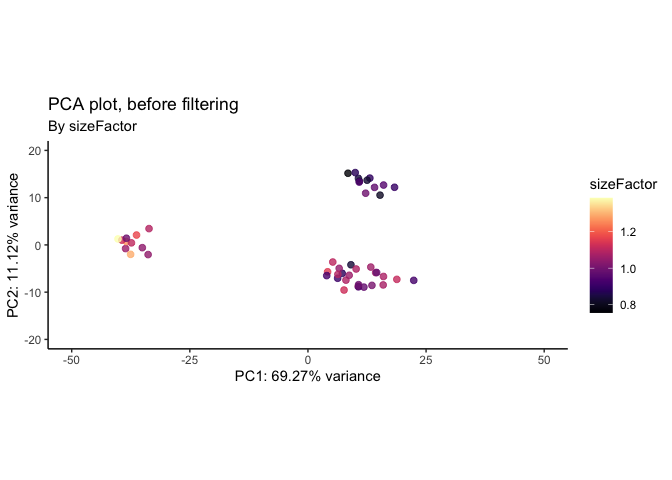 PCA plot, before filtering
By sizeFactor
20
10
0
-10
-20
PC2: 11.12% variance
-50
-25
0
25
50
PC1: 69.27% variance
sizeFactor
1.2
1.0
0.8